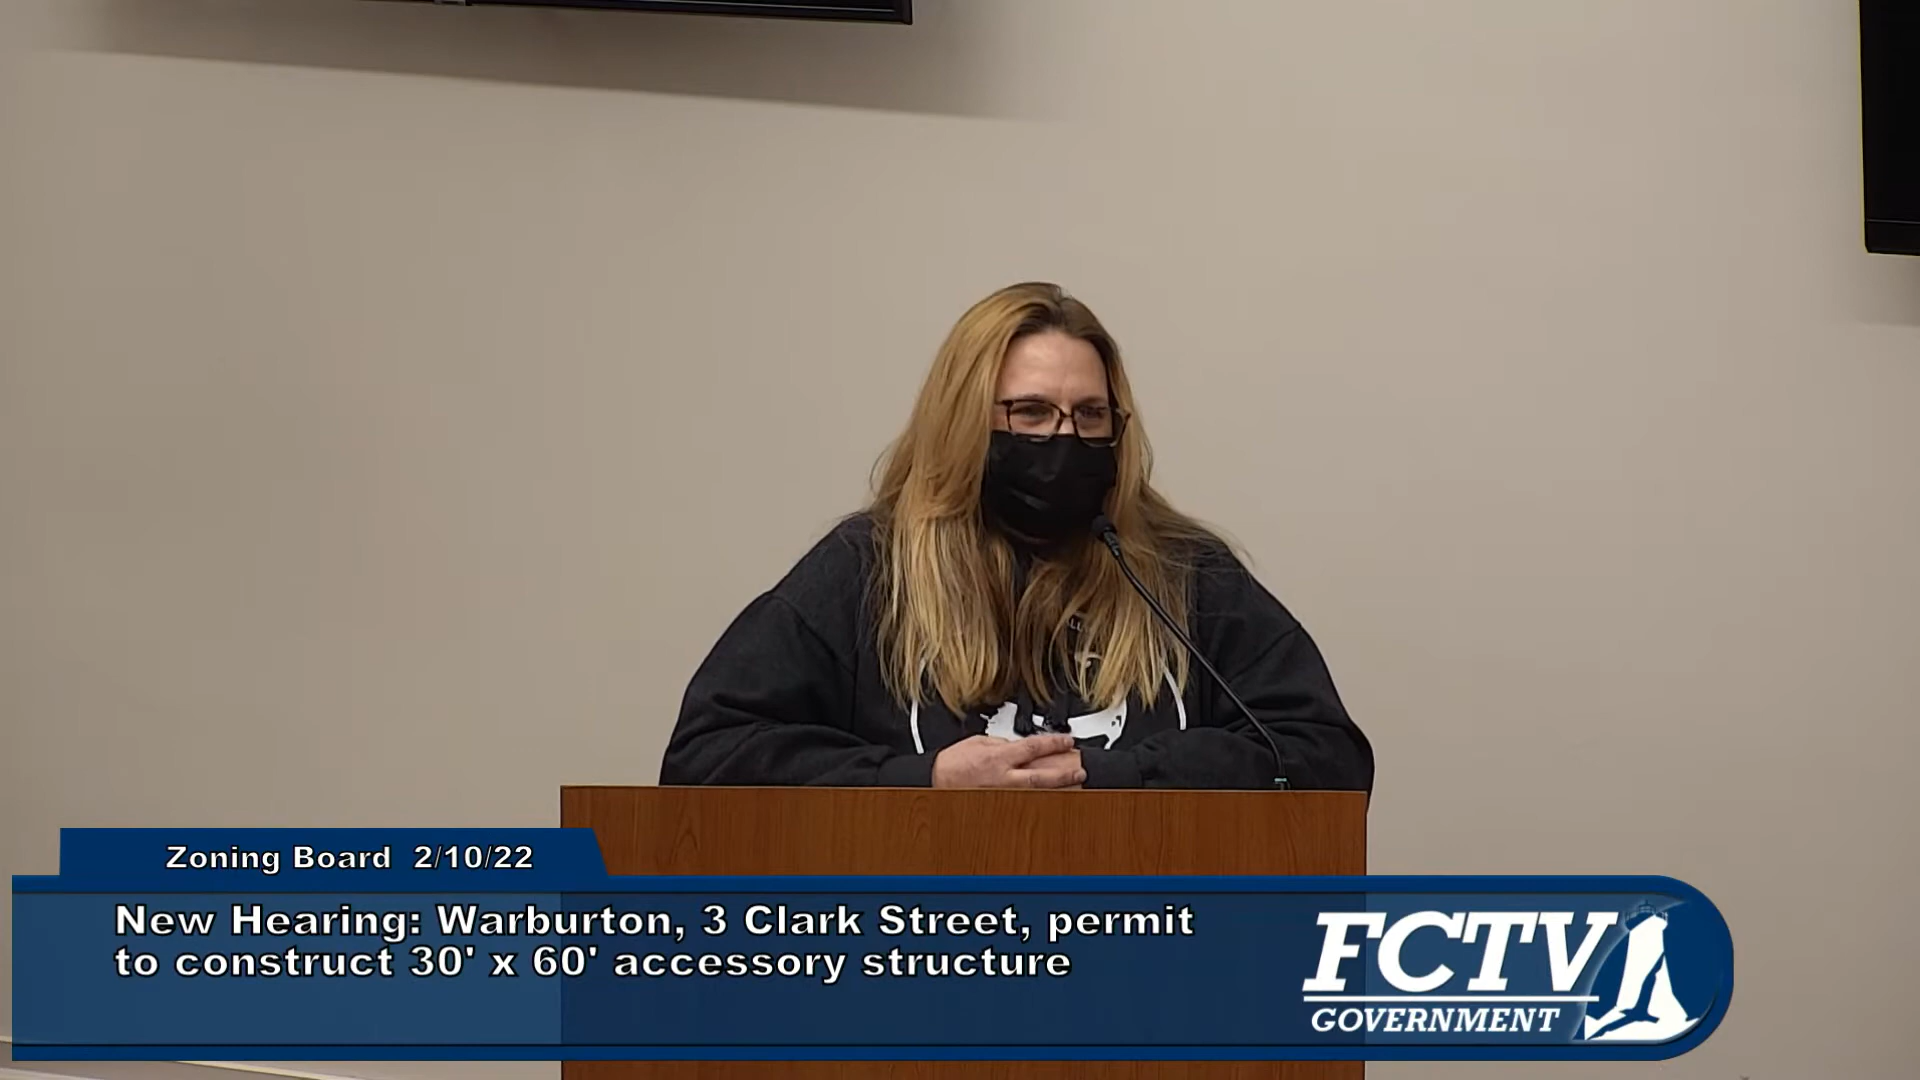 Zoning Board 2/10/22
New Hearing: Warburton, 3 Clark Street, permit
to construct 30' x 60' accessory structure
FCTV
GOVERNMENT